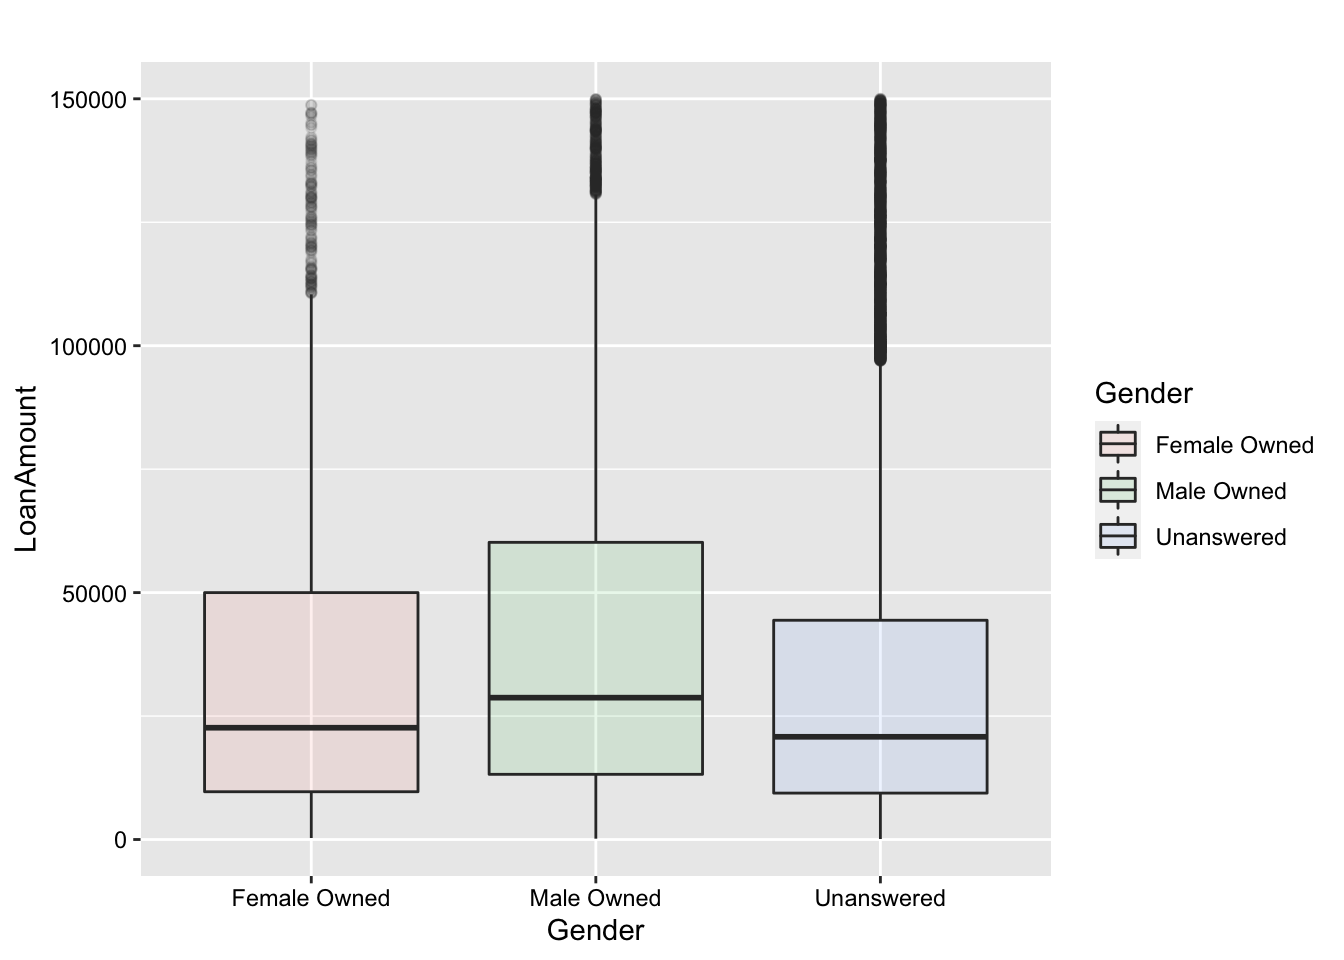 150000
100000
50000
0
LoanAmount
Female Owned
Male Owned
Unanswered
Gender
Gender
Female Owned
Male Owned
Unanswered